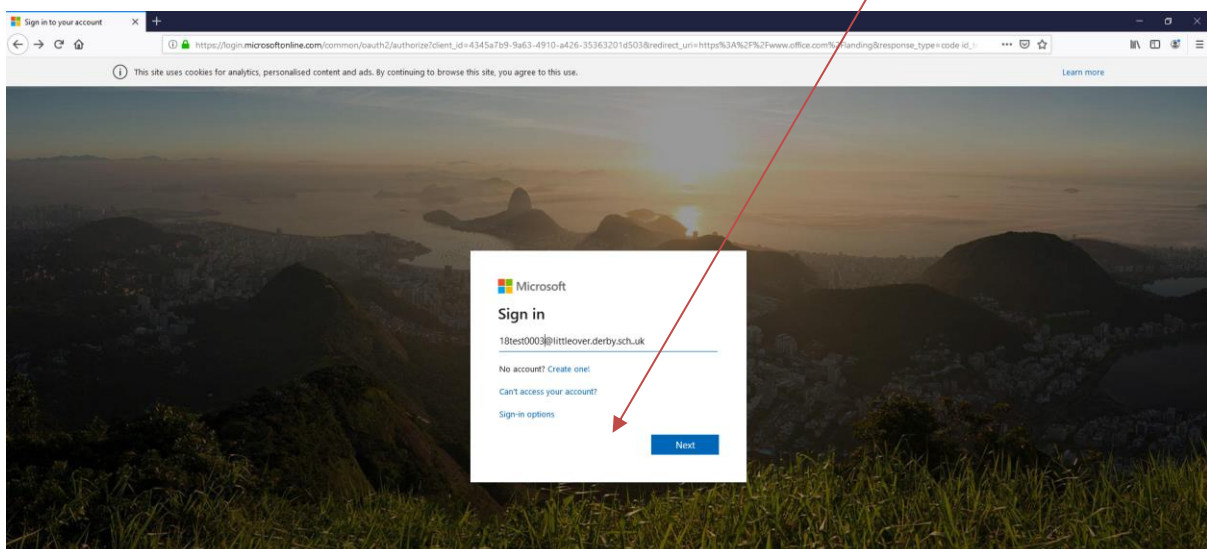 Sign in to your account
https://login.microsoftonline.com/common/oauth2/authorize?client_id=4345a7b9-9a63-4910-a426-35363201d503&redirect_uri=https%3A%2F%2Fwww.office.com%2Flanding&response_type=code id_t
This site uses cookies for analytics, personalised content and ads. By continuing to browse this site, you agree to this use.
Learn more
Microsoft
Sign in
18test0003@littleover.derby.sch.uk
No account? Create one!
Can't access your account?
Sign-in options
Next